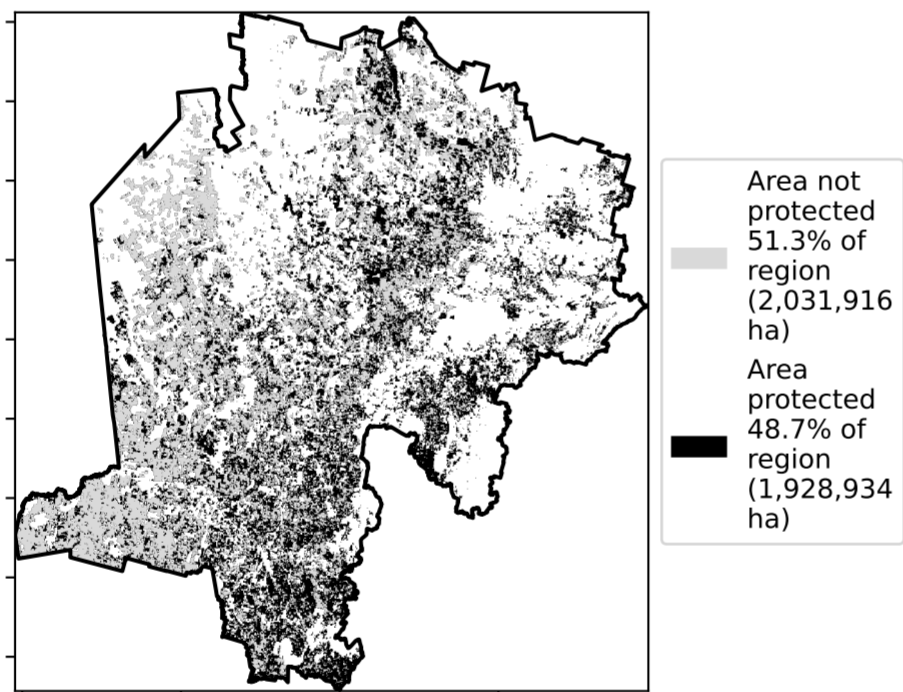 Area not
protected
51.3% of
region
(2,031,916
ha)
Area
protected
48.7% of
region
(1,928,934
ha)